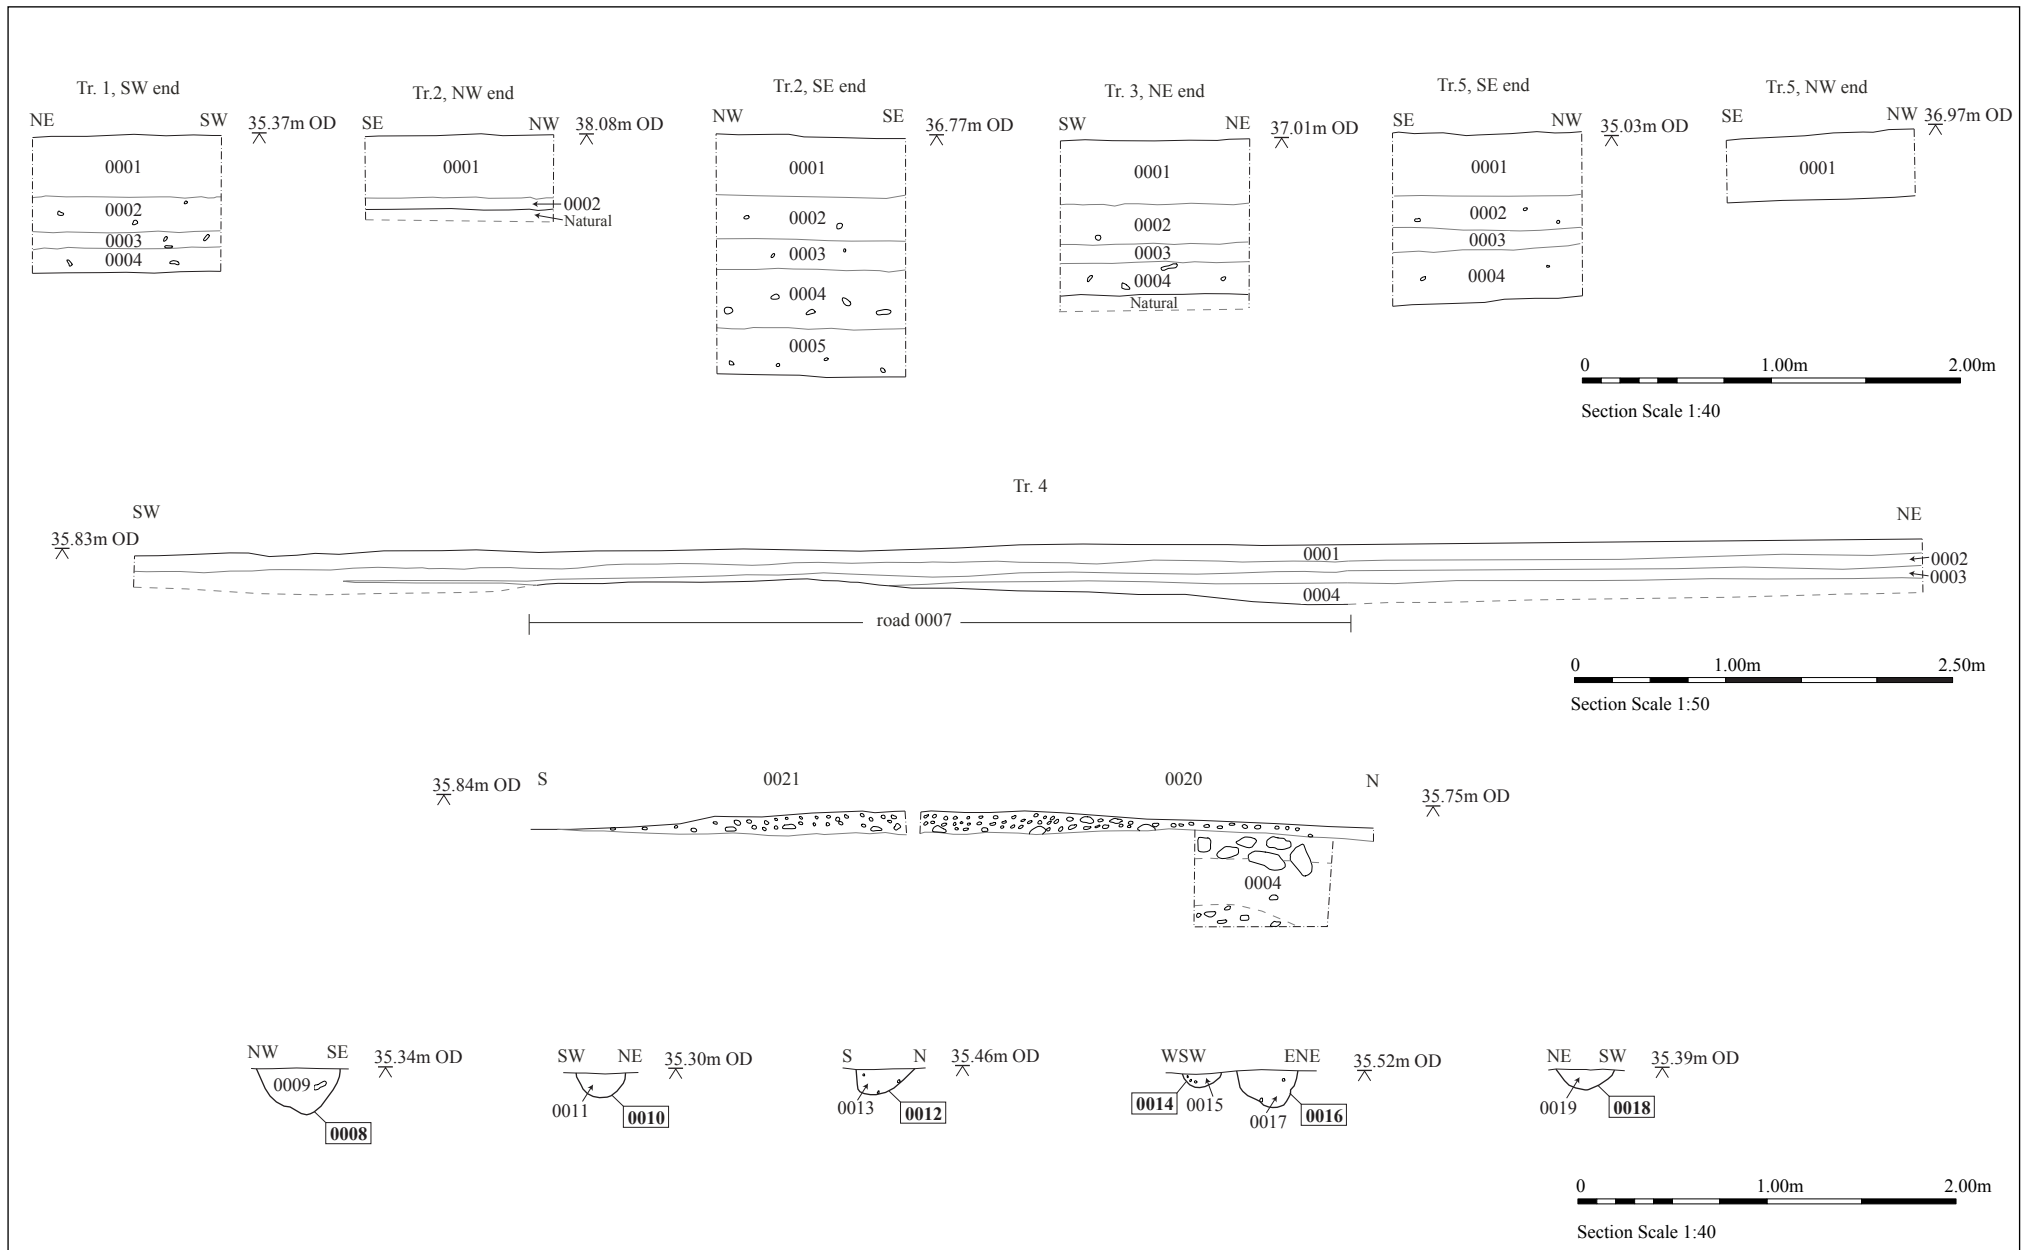 Tr. 1, SW end
NE SW 35.37m OD
0001
0002
0003
0004
Tr.2, NW end
SE NW 38.08m OD
0001
0002
Natural
Tr.2, SE end
NW SE 36.77m OD
0001
0002
0003
0004
0005
Tr. 3, NE end
SW NE 37.01m OD
0001
0002
0003
0004
Natural
Tr.5, SE end
SE NW 35.03m OD
0001
0002
0003
0004
Tr.5, NW end
SE NW 36.97m OD
0001
0 1.00m 2.00m
Section Scale 1:40
Tr. 4
SW NE
35.83m OD
0001
0002
0003
0004
road 0007
0 1.00m 2.50m
Section Scale 1:50
35.84m OD S 0021 0020 N 35.75m OD
0004
NW SE 35.34m OD
0009
0008
SW NE 35.30m OD
0011
0010
S N 35.46m OD
0013
0012
WSW ENE 35.52m OD
0014 0015
0017 0016
NE SW 35.39m OD
0019 0018
0 1.00m 2.00m
Section Scale 1:40